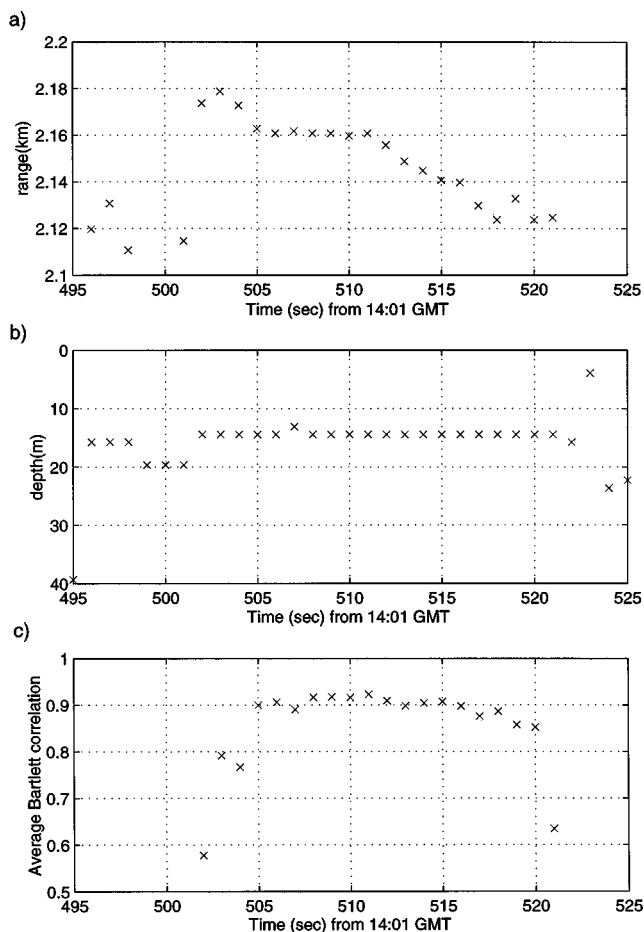 a)
2.2
2.18
2.16
2.14
2.12
2.1
range(km)
495 500 505 510 515 520 525
Time (sec) from 14:01 GMT
b)
0
10
20
30
40
depth(m)
495 500 505 510 515 520 525
Time (sec) from 14:01 GMT
c)
1
0.9
0.8
0.7
0.6
0.5
Average Bartlett correlation
495 500 505 510 515 520 525
Time (sec) from 14:01 GMT